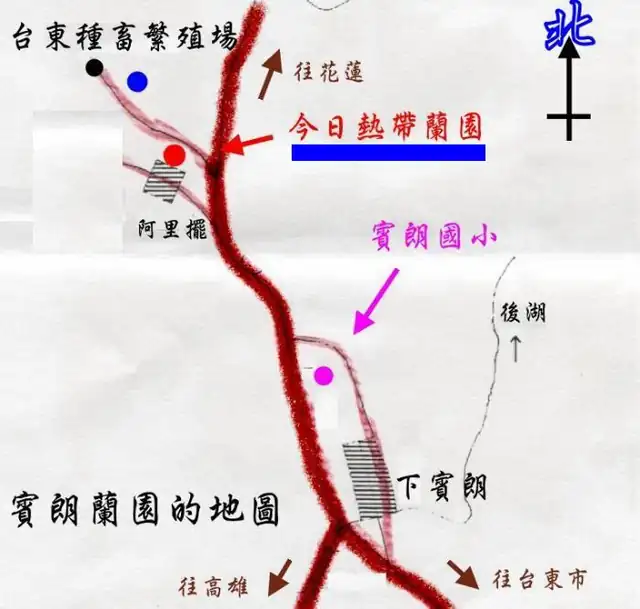 北
台東種畜繁殖場
往花蓮
今日熱帶蘭園
阿里擺
賓朗國小
後湖
下賓朗
賓朗蘭園的地圖
往高雄
往台東市